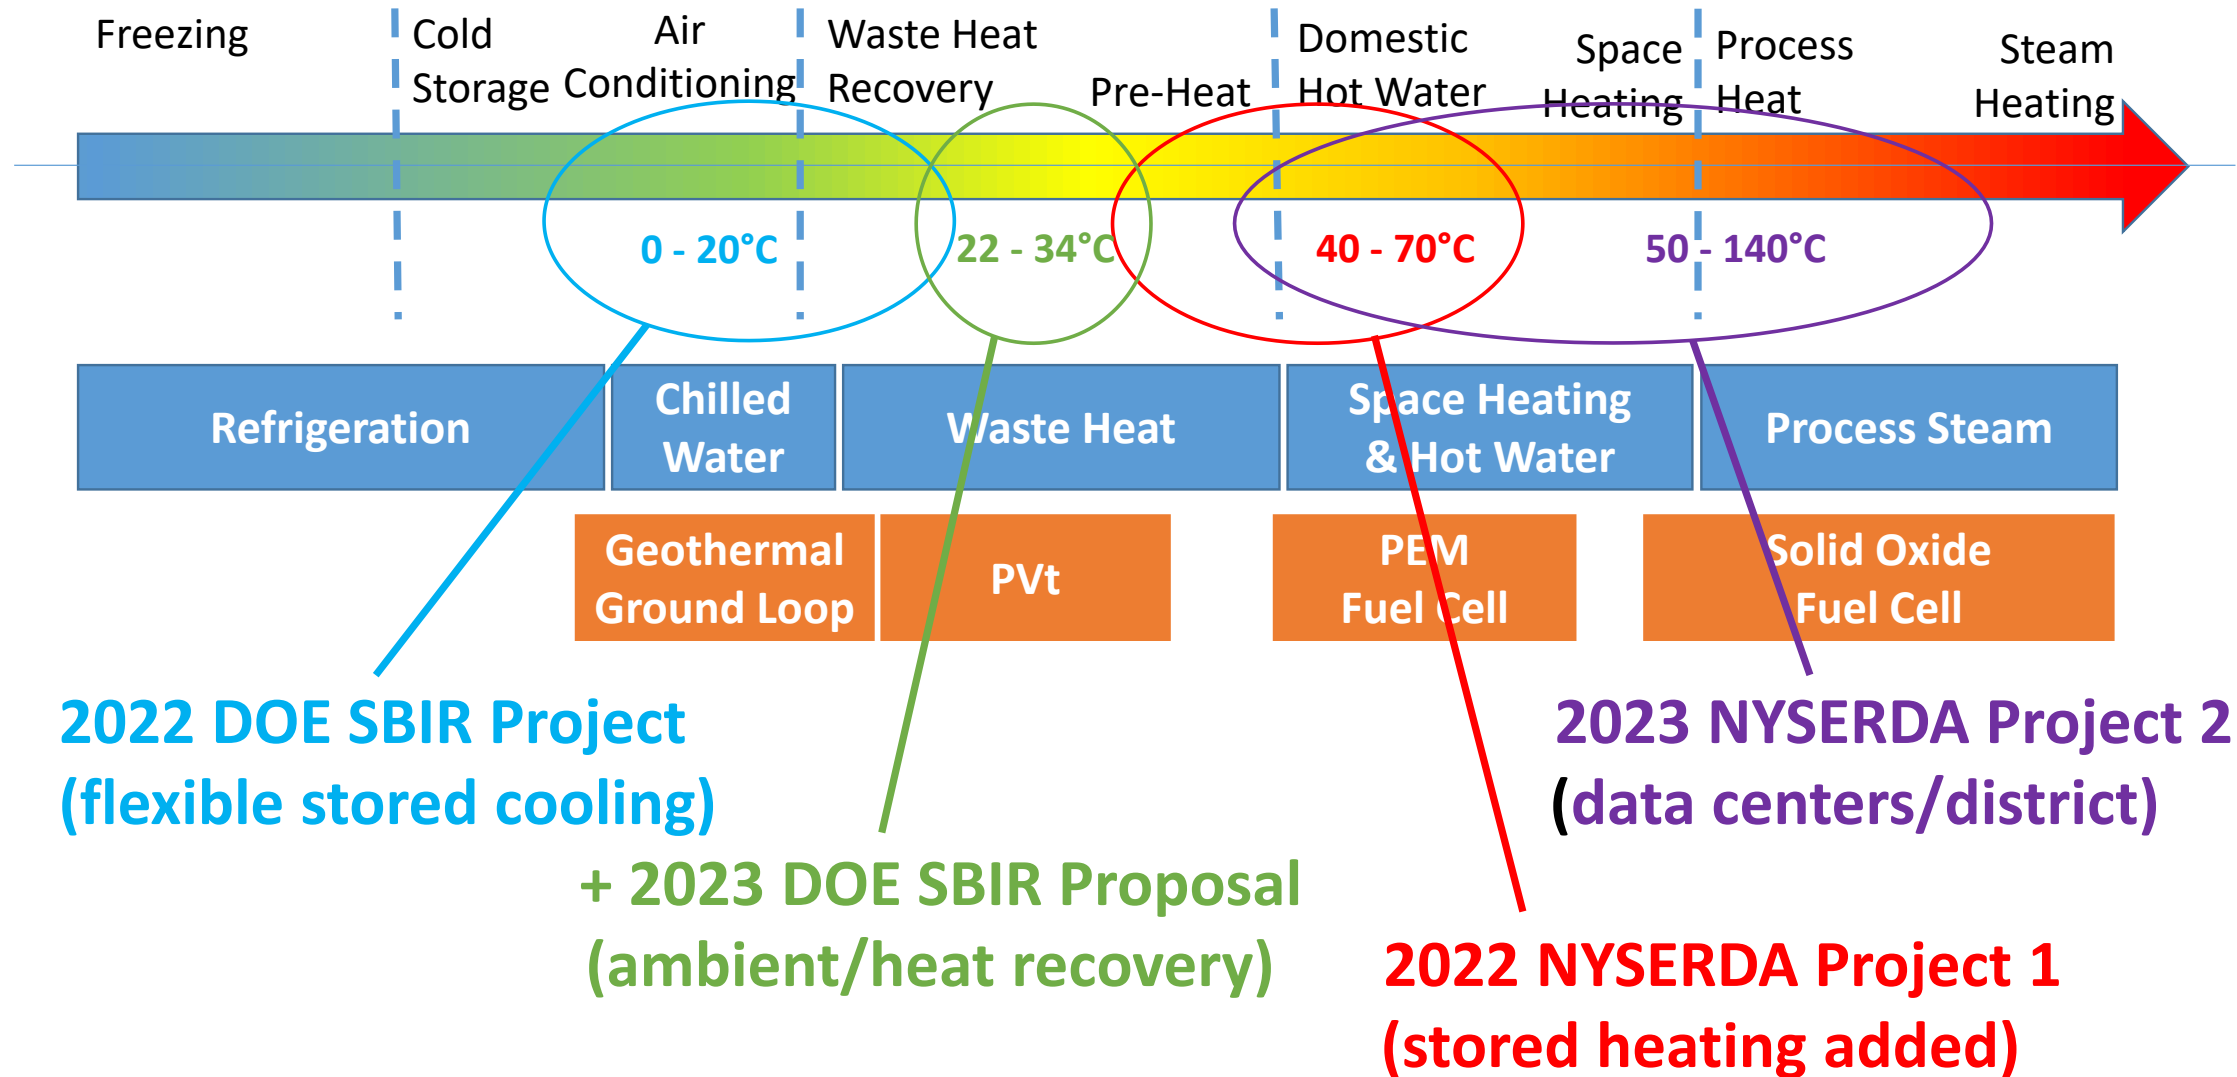 Freezing
Cold
Storage
Air
Conditioning
Waste Heat
Recovery
Pre-Heat
Domestic
Hot Water
Space
Heating
Process
Heat
Steam
Heating
0 - 20°C
22 - 34°C
40 - 70°C
50 - 140°C
Refrigeration
Chilled
Water
Waste Heat
Space Heating
& Hot Water
Process Steam
Geothermal
Ground Loop
PVt
PEM
Fuel Cell
Solid Oxide
Fuel Cell
2022 DOE SBIR Project
(flexible stored cooling)
2023 NYSERDA Project 2
(data centers/district)
+ 2023 DOE SBIR Proposal
(ambient/heat recovery)
2022 NYSERDA Project 1
(stored heating added)